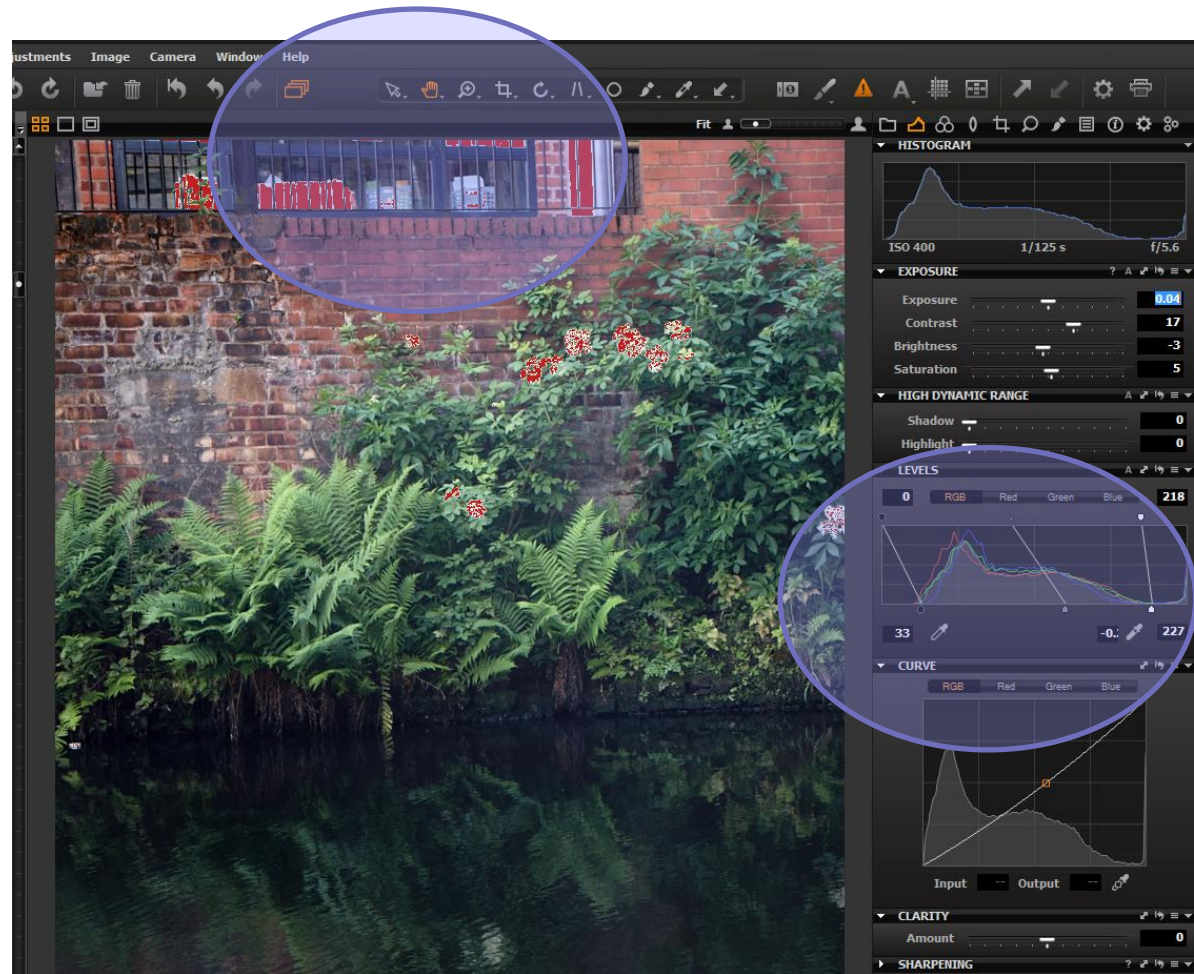 justments Image Camera Window Help
Fit
HISTOGRAM
ISO 400 1/125 s f/5.6
EXPOSURE ? A
Exposure 0.04
Contrast 17
Brightness -3
Saturation 5
HIGH DYNAMIC RANGE A
Shadow 0
Highlight 0
LEVELS A
0 RGB Red Green Blue 218
33 -0. 227
CURVE
RGB Red Green Blue
Input -- Output --
CLARITY
Amount 0
SHARPENING ?